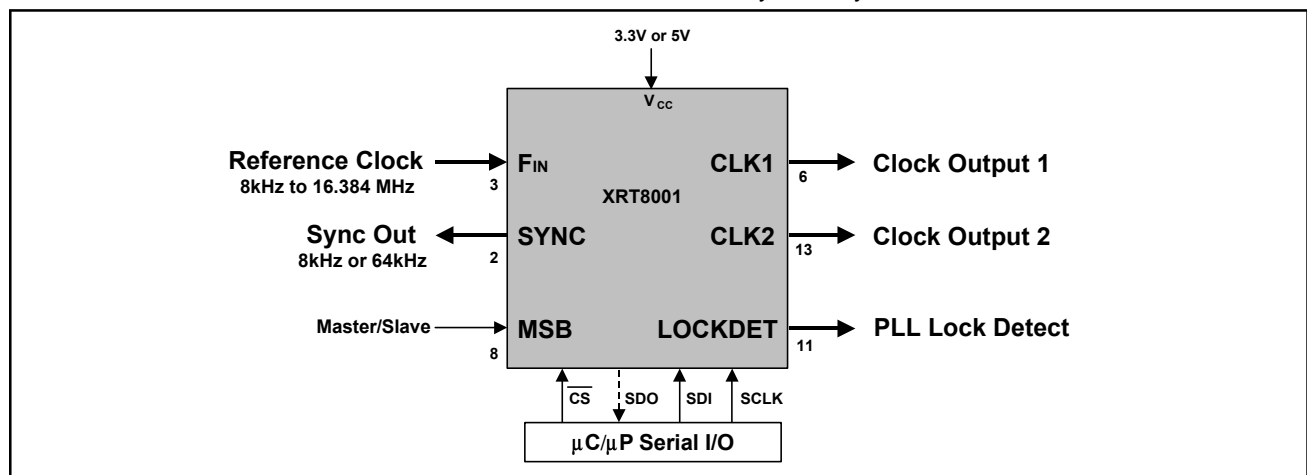 3.3V or 5V
VCC
Reference Clock
8kHz to 16.384 MHz
3
FIN
CLK1
6
Clock Output 1
XRT8001
Sync Out
8kHz or 64kHz
2
SYNC
CLK2
13
Clock Output 2
Master/Slave
8
MSB
LOCKDET
11
PLL Lock Detect
CS
SDO
SDI
SCLK
μC/μP Serial I/O